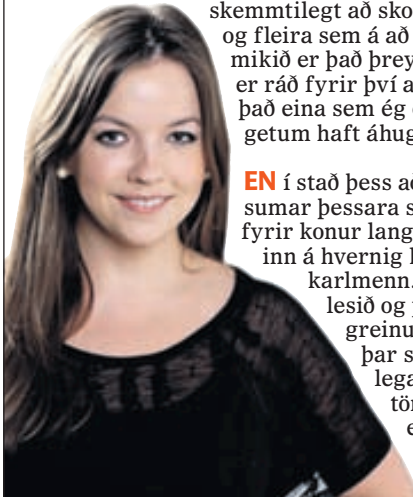 skemmtilegt að sko
og fleira sem á að
mikið er það þrey
er ráð fyrir því a
það eina sem ég
getum haft áhug
EN í stað þess að
sumar þessara s
fyrir konur lang
inn á hvernig
karlmenn.
lesið og
greinu
þar s
lega
tör
e